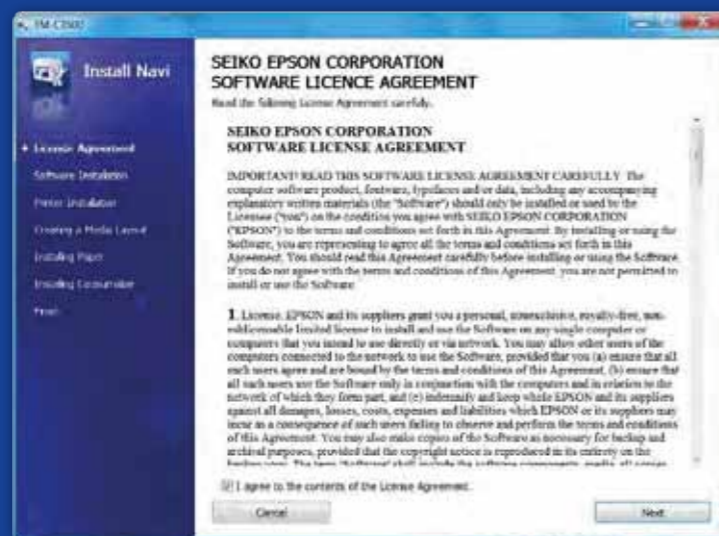 TM-C7500
Install Navi
License Agreement
Software Installation
Printer Installation
Creating a Media Layout
Installing Paper
Installing Consumables
Finish
SEIKO EPSON CORPORATION
SOFTWARE LICENCE AGREEMENT
Read the following License Agreement carefully.
SEIKO EPSON CORPORATION
SOFTWARE LICENSE AGREEMENT
IMPORTANT! READ THIS SOFTWARE LICENSE AGREEMENT CAREFULLY. The
computer software product, fontware, typefaces and/or data, including any accompanying
explanatory written materials (the "Software") should only be installed or used by the
Licensee ("you") on the condition you agree with SEIKO EPSON CORPORATION
("EPSON") to the terms and conditions set forth in this Agreement. By installing or using the
Software, you are representing to agree all the terms and conditions set forth in this
Agreement. You should read this Agreement carefully before installing or using the Software.
If you do not agree with the terms and conditions of this Agreement, you are not permitted to
install or use the Software.
1. License. EPSON and its suppliers grant you a personal, nonexclusive, royalty-free, non-
sublicensable limited license to install and use the Software on any single computer or
computers that you intend to use directly or via network. You may allow other users of the
computers connected to the network to use the Software, provided that you (a) ensure that all
such users agree and are bound by the terms and conditions of this Agreement, (b) ensure that
all such users use the Software only in conjunction with the computers and in relation to the
network of which they form part, and (c) indemnify and keep whole EPSON and its suppliers
against all damages, losses, costs, expenses and liabilities which EPSON or its suppliers may
incur as a consequence of such users failing to observe and perform the terms and conditions
of this Agreement. You may also make copies of the Software as necessary for backup and
archival purposes, provided that the copyright notice is reproduced in its entirety on the
backup copy. The term "Software" shall include the software components, media, all copies
I agree to the contents of the License Agreement.
Cancel
Next